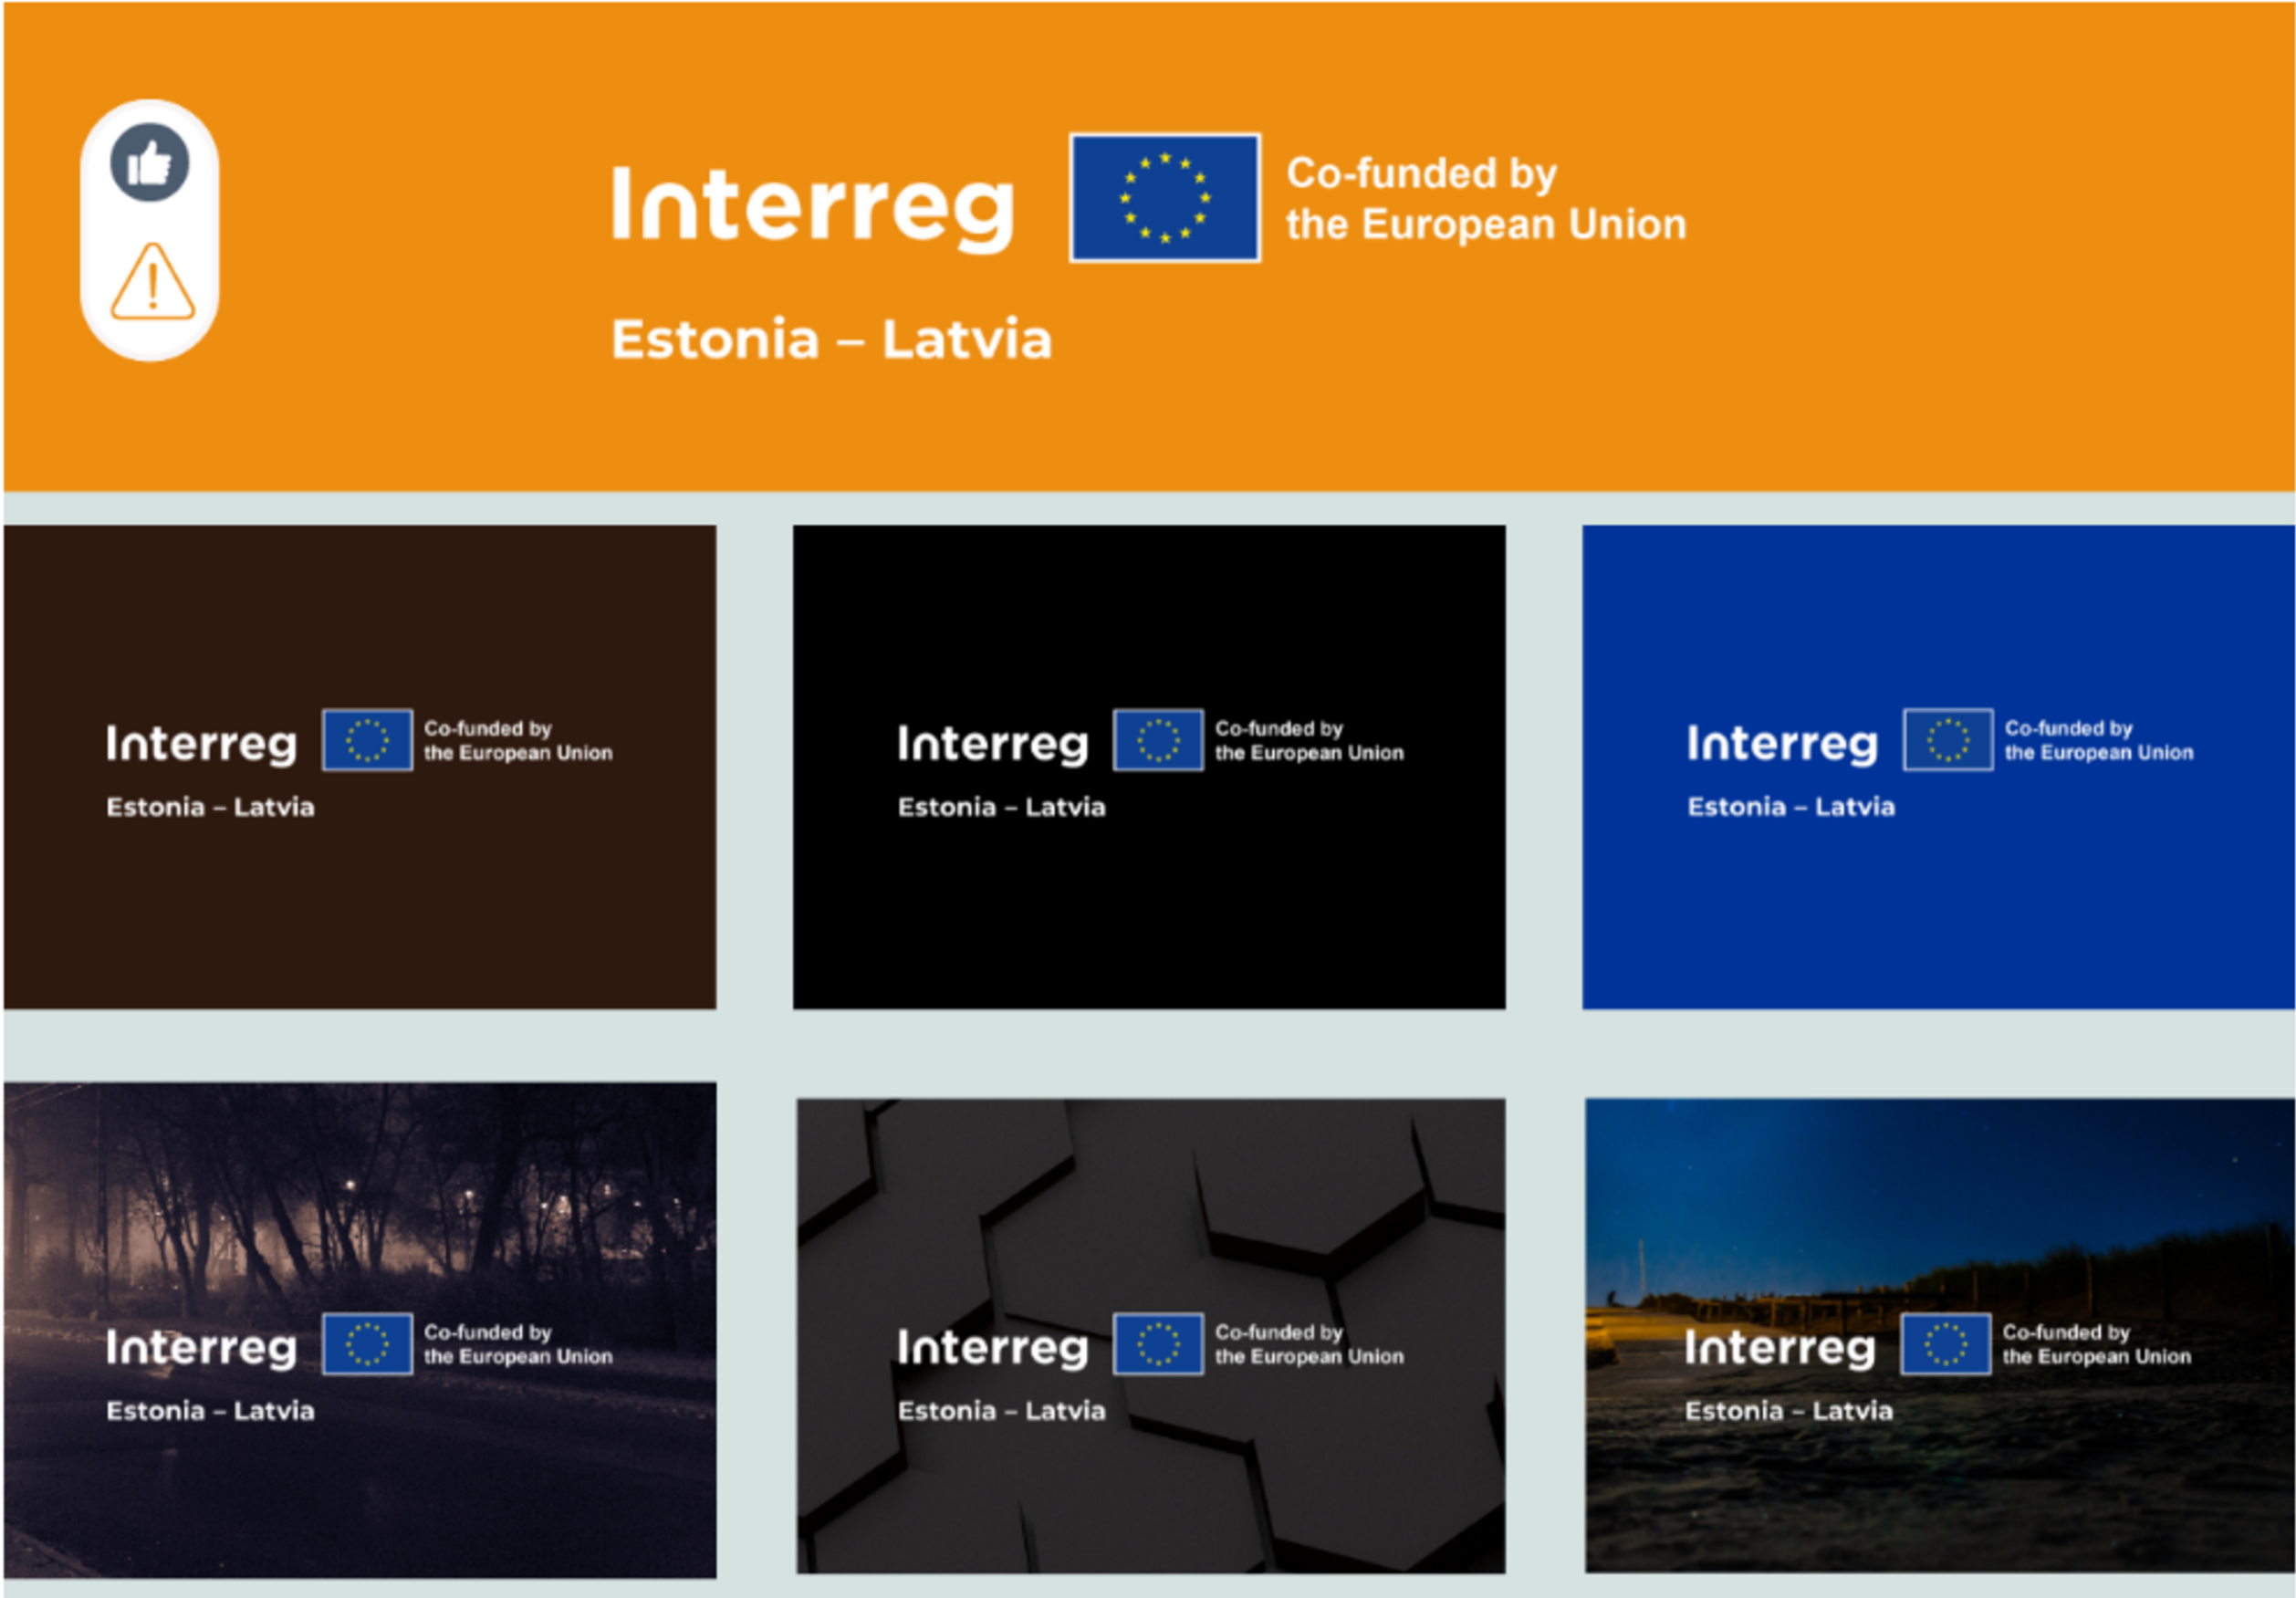 Interreg
Co-funded by
the European Union
Estonia – Latvia
Interreg
Co-funded by
the European Union
Estonia – Latvia
Interreg
Co-funded by
the European Union
Estonia – Latvia
Interreg
Co-funded by
the European Union
Estonia – Latvia
Interreg
Co-funded by
the European Union
Estonia – Latvia
Interreg
Co-funded by
the European Union
Estonia – Latvia
Interreg
Co-funded by
the European Union
Estonia – Latvia